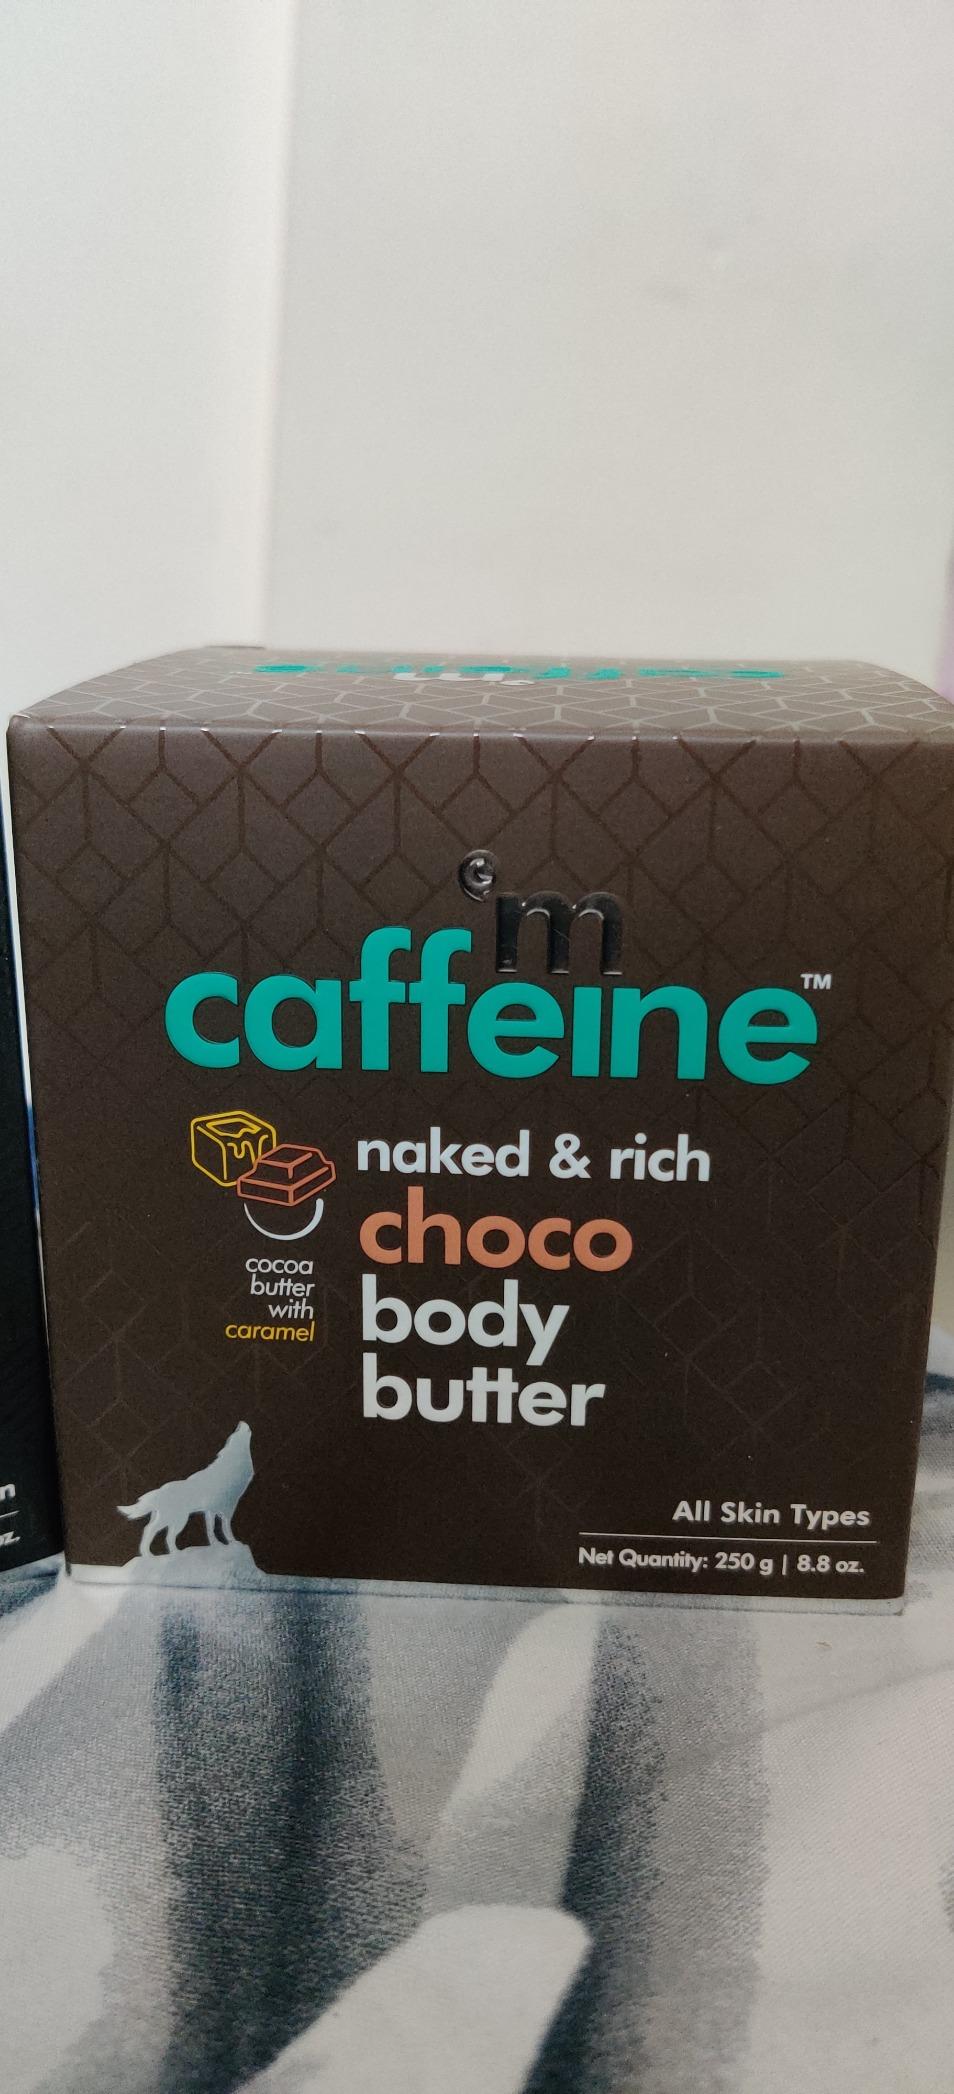 'm
caffeine™
naked & rich
choco
body
butter
cocoa
butter
with
caramel
All Skin Types
Net Quantity: 250 g | 8.8 oz.
n
oz.